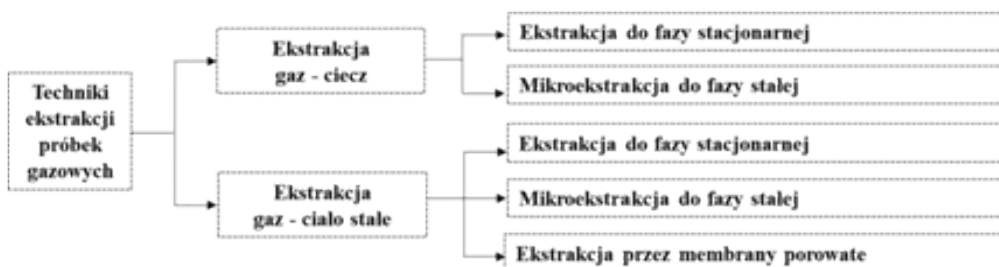 Techniki
ekstrakcji
próbek
gazowych
Ekstrakcja
gaz - ciecz
Ekstrakcja do fazy stacjonarnej
Mikroekstrakcja do fazy stałej
Ekstrakcja
gaz - ciało stałe
Ekstrakcja do fazy stacjonarnej
Mikroekstrakcja do fazy stałej
Ekstrakcja przez membrany porowate